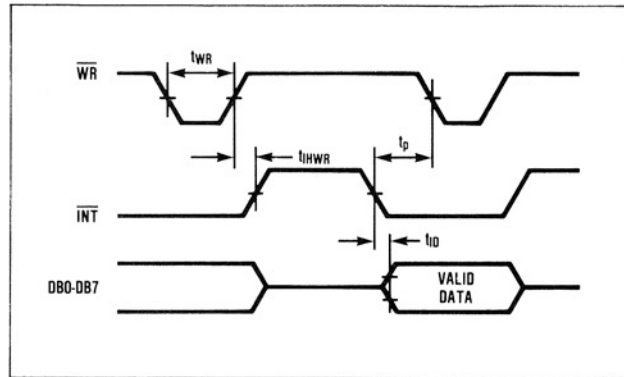 WR
tWR
tIHWR
tp
INT
tID
DB0-DB7
VALID
DATA